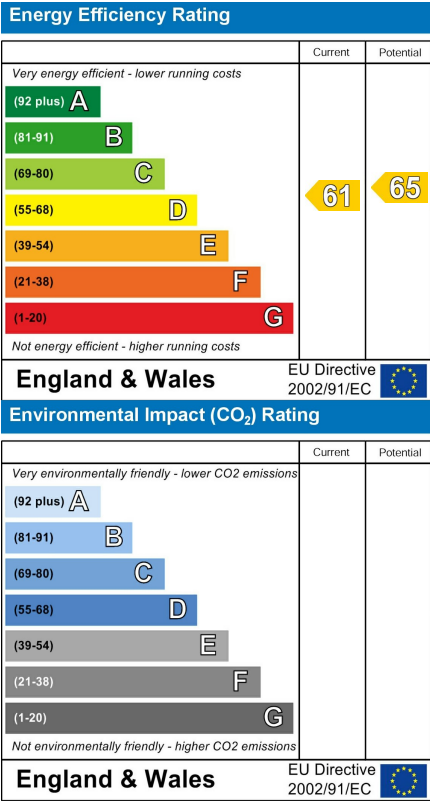 Energy Efficiency Rating
Current Potential
Very energy efficient - lower running costs
(92 plus) A
(81-91) B
(69-80) C
(55-68) D
(39-54) E
(21-38) F
(1-20) G
61
65
Not energy efficient - higher running costs
England & Wales
EU Directive
2002/91/EC
Environmental Impact (CO₂) Rating
Current Potential
Very environmentally friendly - lower CO2 emissions
(92 plus) A
(81-91) B
(69-80) C
(55-68) D
(39-54) E
(21-38) F
(1-20) G
Not environmentally friendly - higher CO2 emissions
England & Wales
EU Directive
2002/91/EC